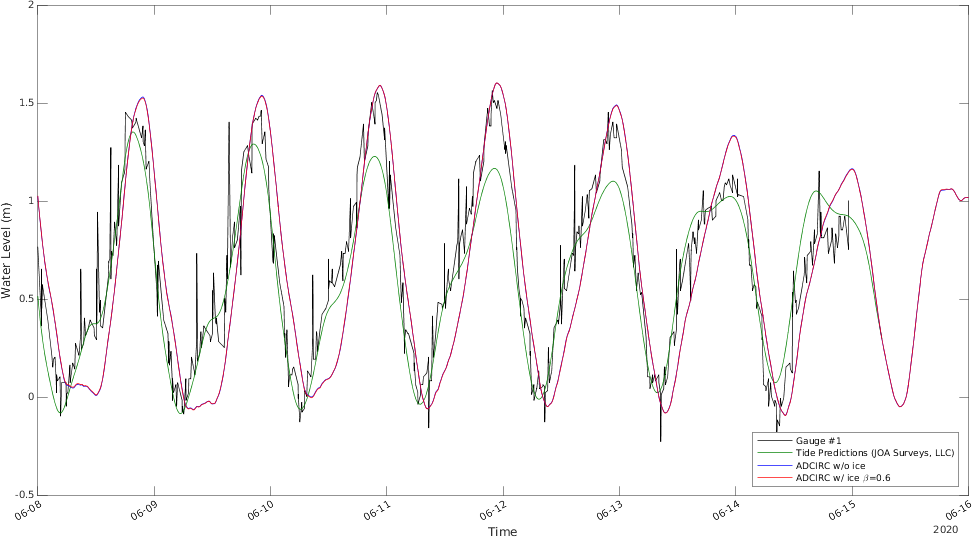 2
1.5
1
0.5
0
-0.5
Water Level (m)
06-08
06-09
06-10
06-11
06-12
06-13
06-14
06-15
06-16
Time
2020
Gauge #1
Tide Predictions (JOA Surveys, LLC)
ADCIRC w/o ice
ADCIRC w/ ice β=0.6